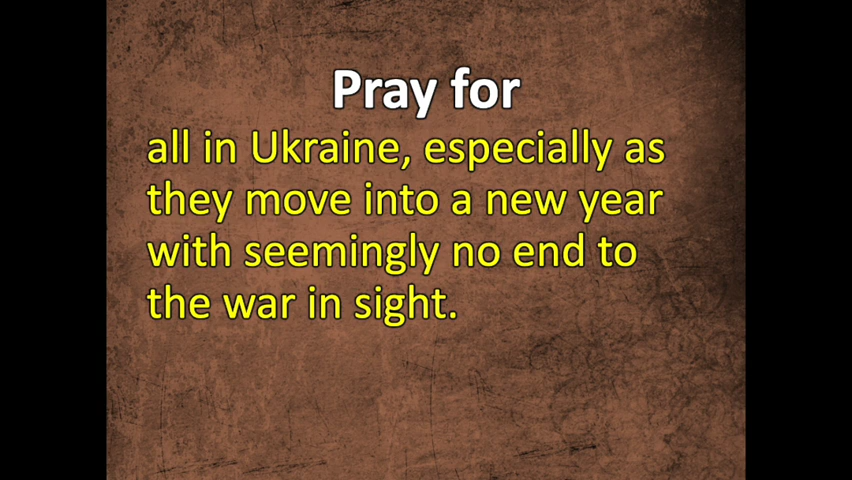 Pray for
all in Ukraine, especially as
they move into a new year
with seemingly no end to
the war in sight.